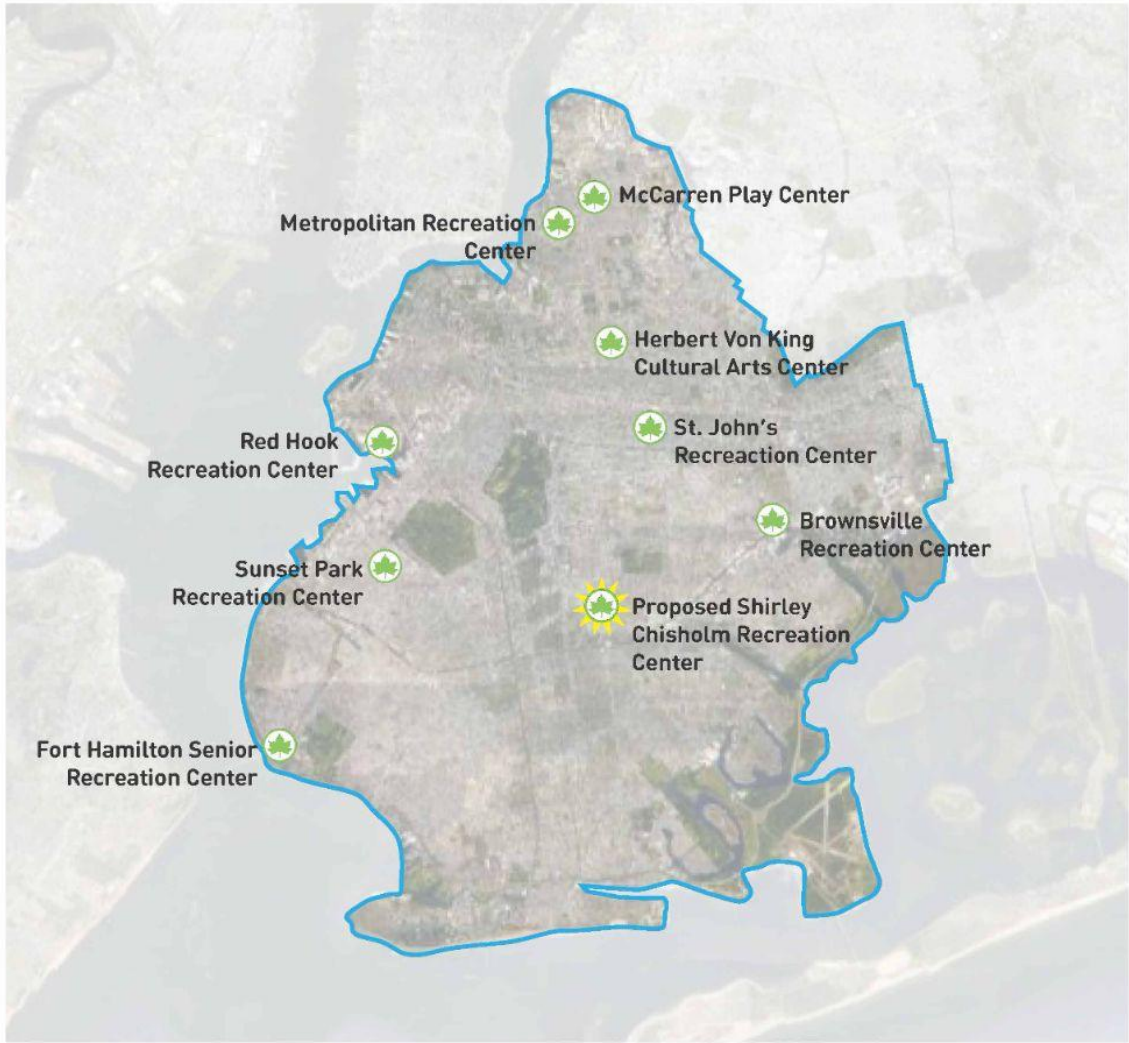 McCarren Play Center
Metropolitan Recreation
Center
Herbert Von King
Cultural Arts Center
St. John's
Recreaction Center
Red Hook
Recreation Center
Brownsville
Recreation Center
Sunset Park
Recreation Center
Proposed Shirley
Chisholm Recreation
Center
Fort Hamilton Senior
Recreation Center